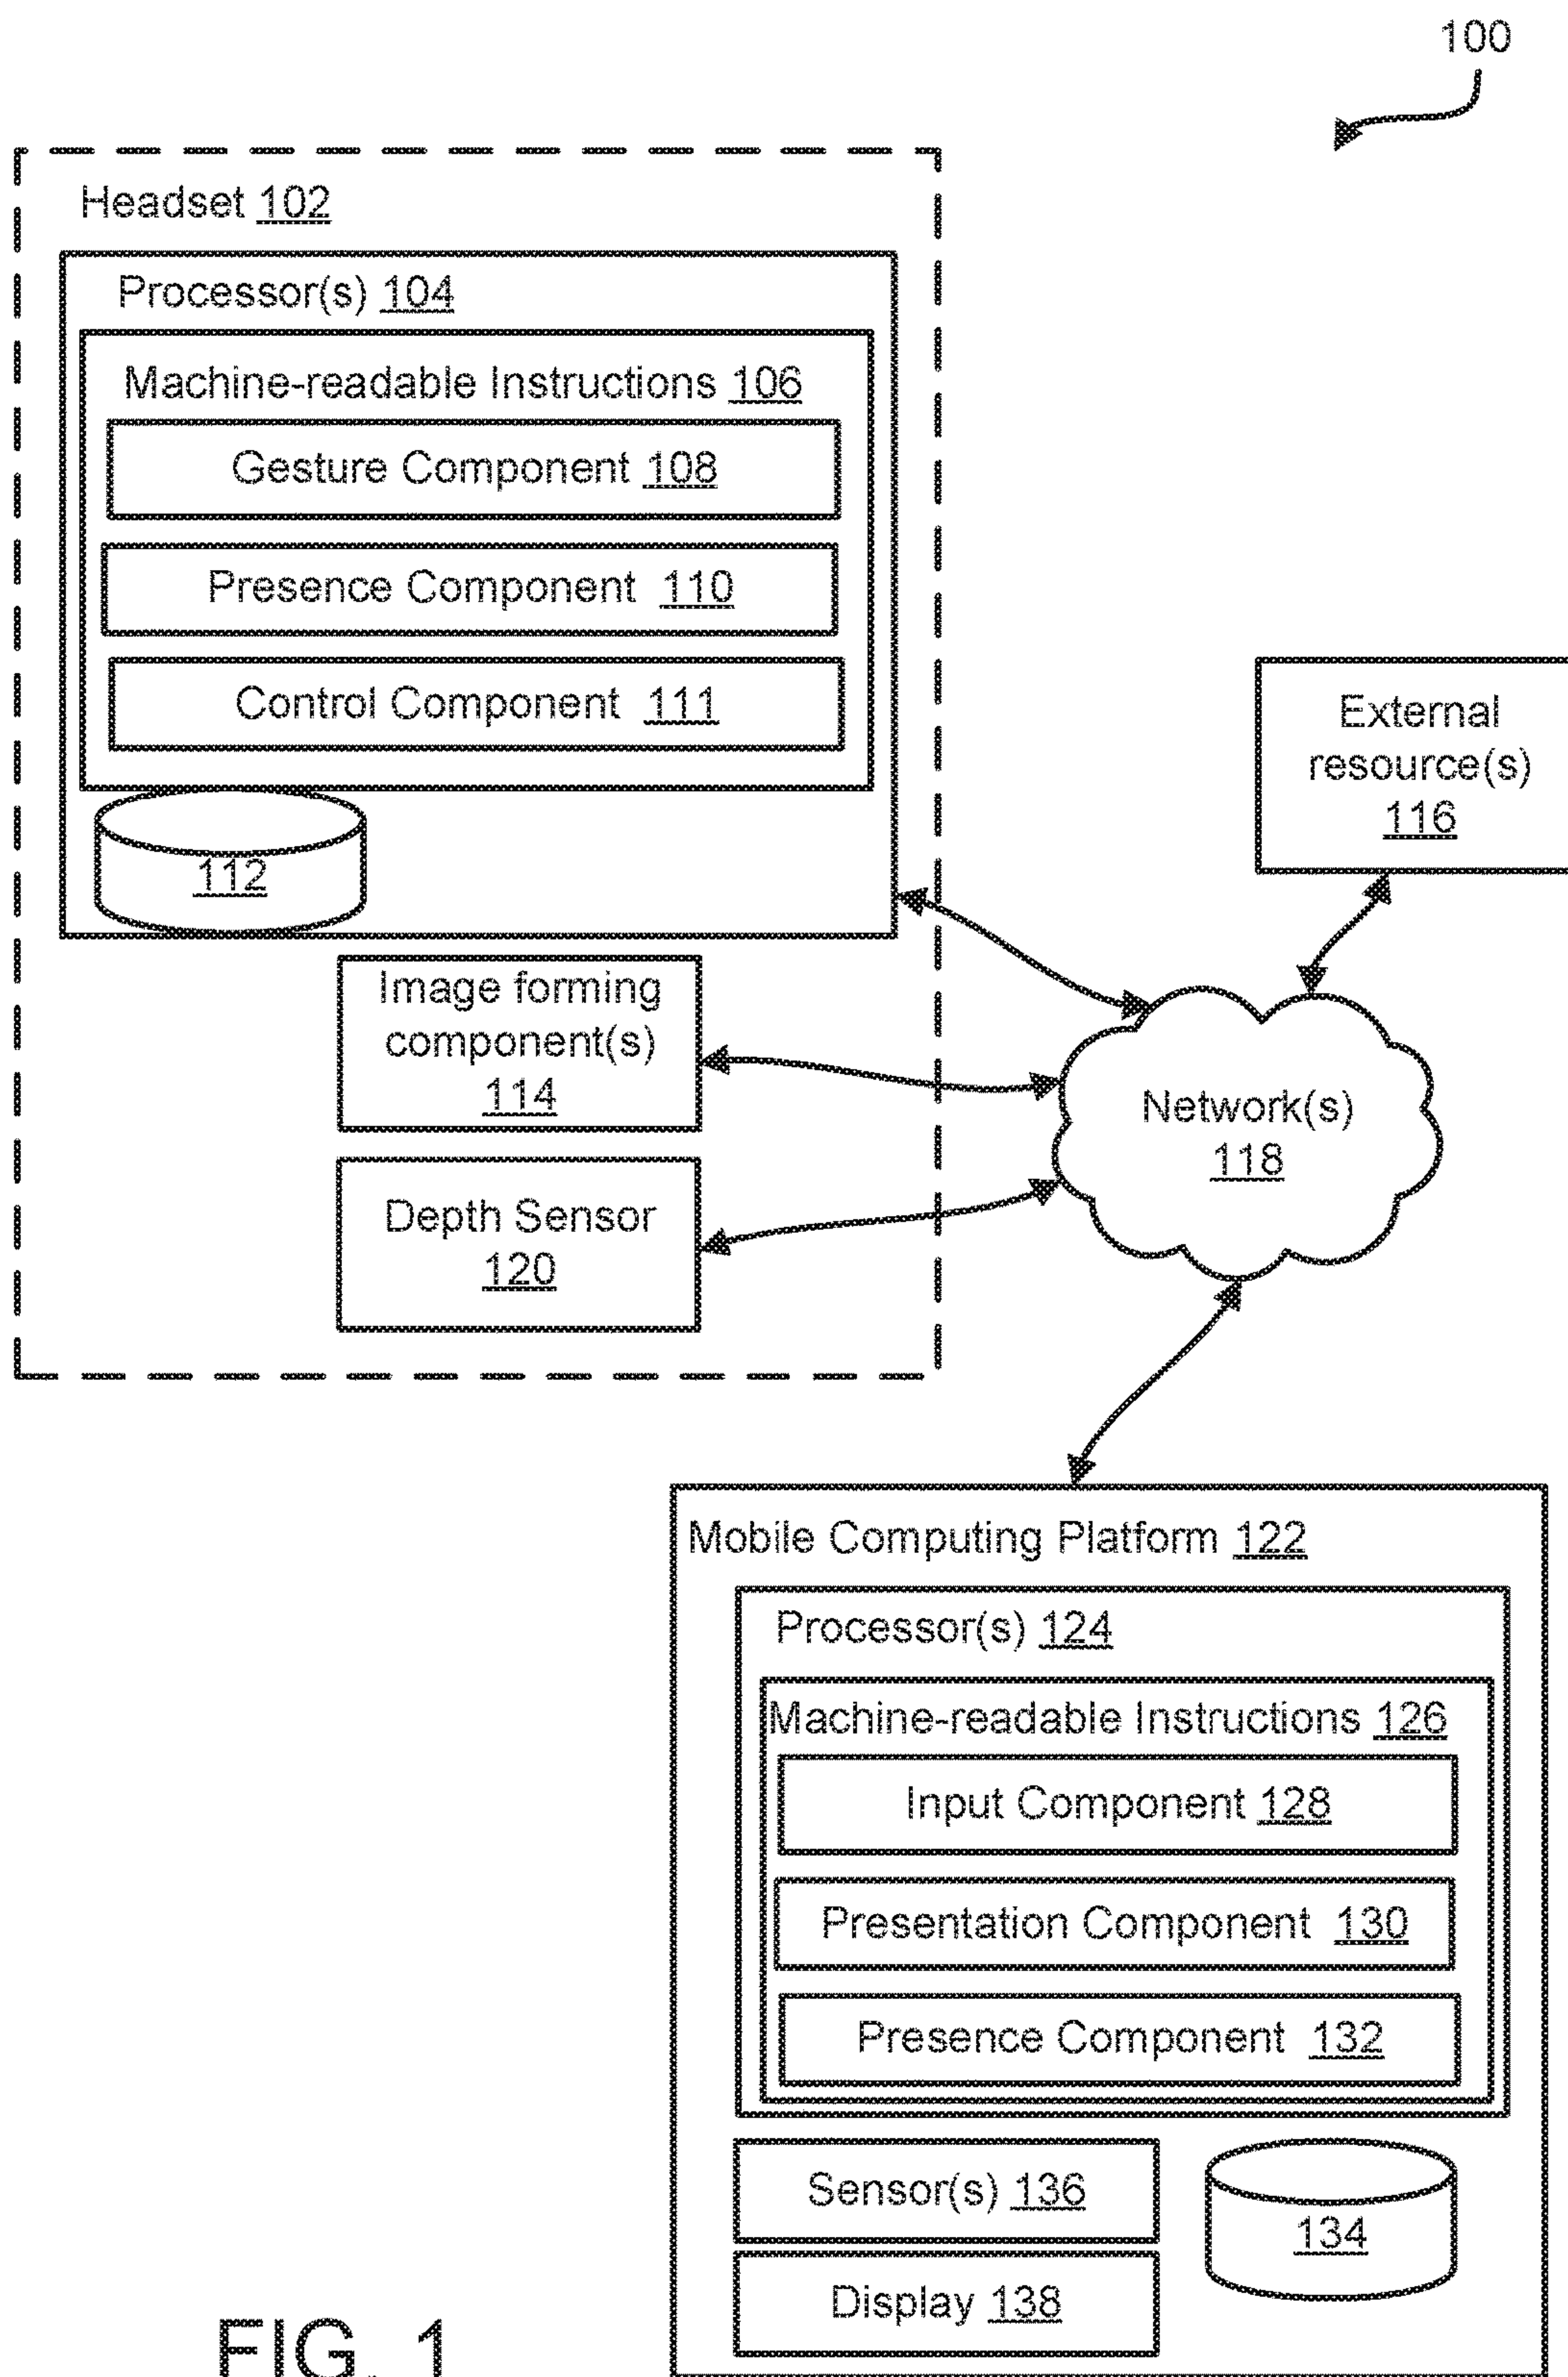 100
Headset 102
Processor(s) 104
Machine-readable Instructions 106
Gesture Component 108
Presence Component 110
Control Component 111
112
Image forming
component(s)
114
Depth Sensor
120
External
resource(s)
116
Network(s)
118
Mobile Computing Platform 122
Processor(s) 124
Machine-readable Instructions 126
Input Component 128
Presentation Component 130
Presence Component 132
Sensor(s) 136
134
Display 138
FIG. 1